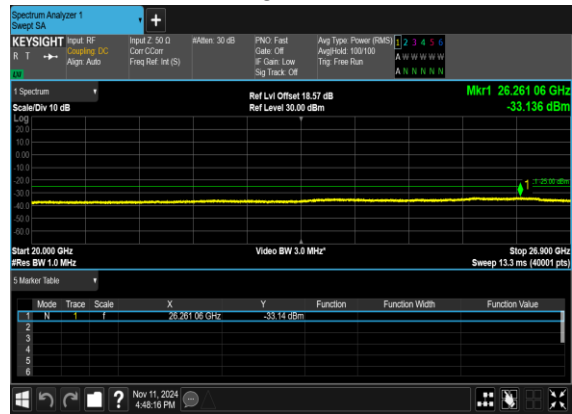 Spectrum Analyzer 1
Swept SA
+
KEYSIGHT Input: RF Input Z: 50 Ω #Atten: 30 dB PNO: Fast Avg Type: Power (RMS) 1 2 3 4 5 6
R T Coupling: DC Corr CCorr Gate: Off Avg|Hold: 100/100 A W W W W W
Align: Auto Freq Ref: Int (S) IF Gain: Low Trig: Free Run
LW Sig Track: Off A N N N N N
1 Spectrum Ref Lvl Offset 18.57 dB Mkr1 26.261 06 GHz
Scale/Div 10 dB Ref Level 30.00 dBm -33.136 dBm
Log
20.0
10.0
0.00
-10.0
-20.0
1 -25.00 dBm
-30.0
-40.0
-50.0
-60.0
Start 20.000 GHz Video BW 3.0 MHz* Stop 26.900 GHz
#Res BW 1.0 MHz Sweep 13.3 ms (40001 pts)
5 Marker Table
Mode Trace Scale X Y Function Function Width Function Value
1 N 1 f 26.261 06 GHz -33.14 dBm
2
3
4
5
6
? Nov 11, 2024
4:48:16 PM